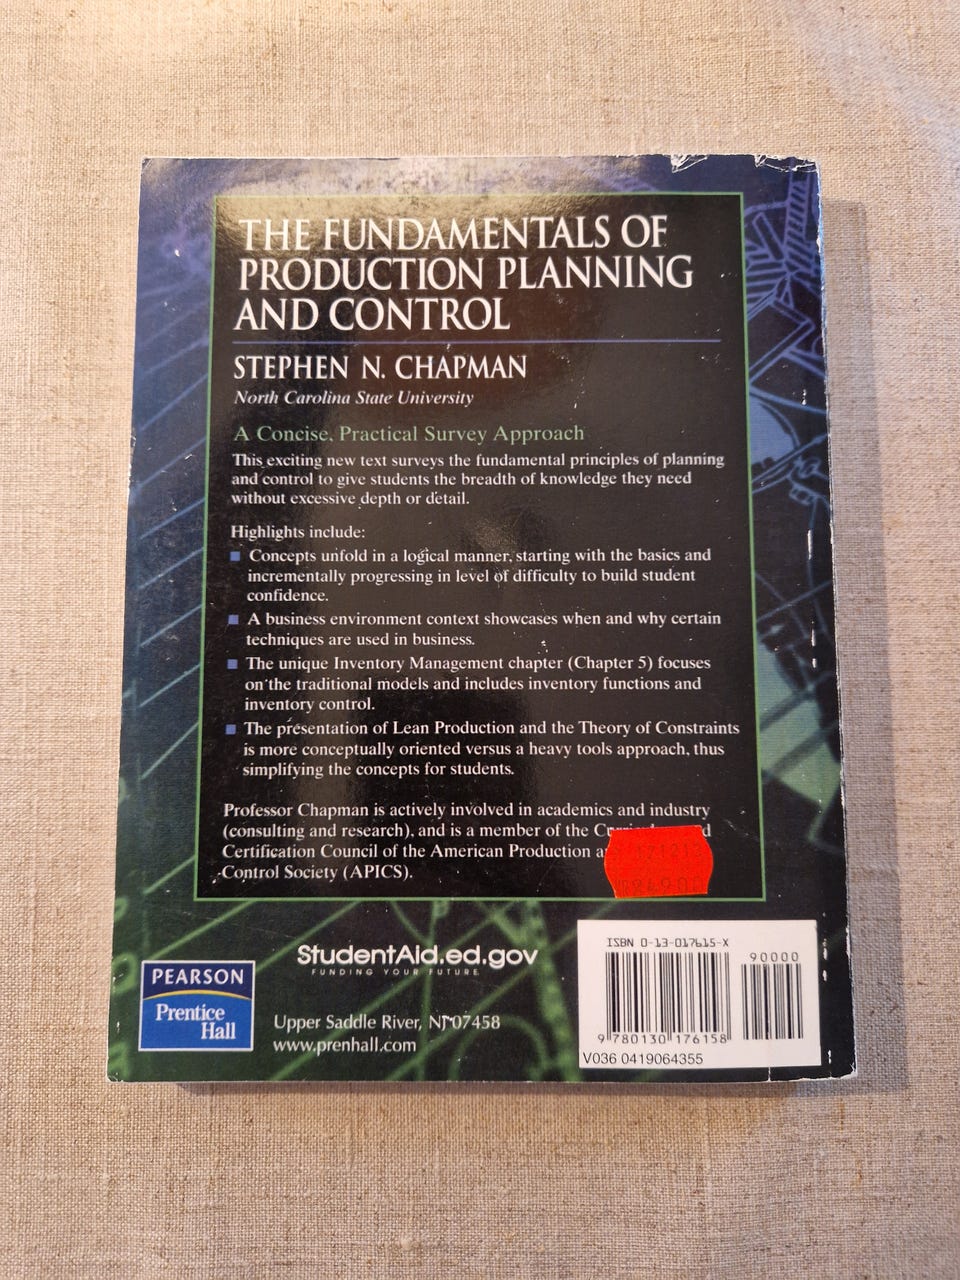 THE FUNDAMENTALS OF
PRODUCTION PLANNING
AND CONTROL
STEPHEN N. CHAPMAN
North Carolina State University
A Concise, Practical Survey Approach
This exciting new text surveys the fundamental principles of planning
and control to give students the breadth of knowledge they need
without excessive depth or detail.
Highlights include:
Concepts unfold in a logical manner, starting with the basics and
incrementally progressing in level of difficulty to build student
confidence.
A business environment context showcases when and why certain
techniques are used in business.
The unique Inventory Management chapter (Chapter 5) focuses
on the traditional models and includes inventory functions and
inventory control.
The presentation of Lean Production and the Theory of Constraints
is more conceptually oriented versus a heavy tools approach, thus
simplifying the concepts for students.
Professor Chapman is actively involved in academics and industry
(consulting and research), and is a member of the
Certification Council of the American Production
Control Society (APICS).
StudentAid.ed.gov
FUNDING YOUR FUTURE.
PEARSON
Prentice
Hall
Upper Saddle River, NJ 07458
www.prenhall.com
ISBN 0-13-017615-X
90000
9 780130 176158
V036 0419064355